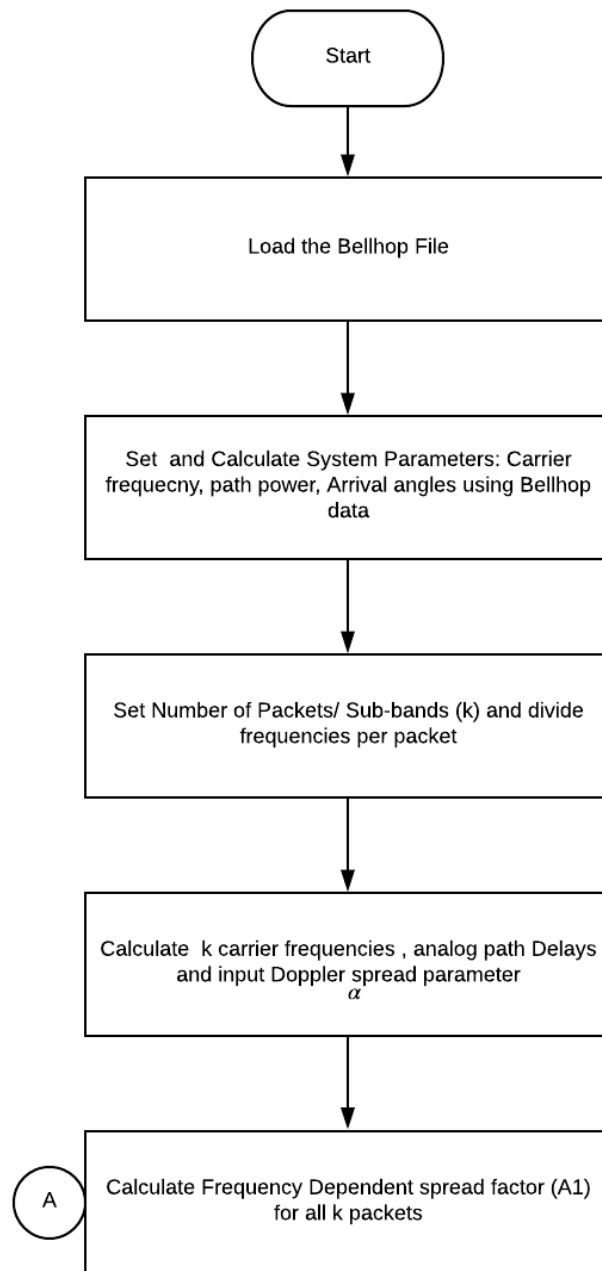 Start
Load the Bellhop File
Set and Calculate System Parameters: Carrier
frequecny, path power, Arrival angles using Bellhop
data
Set Number of Packets/ Sub-bands (k) and divide
frequencies per packet
Calculate k carrier frequencies , analog path Delays
and input Doppler spread parameter
α
A
Calculate Frequency Dependent spread factor (A1)
for all k packets